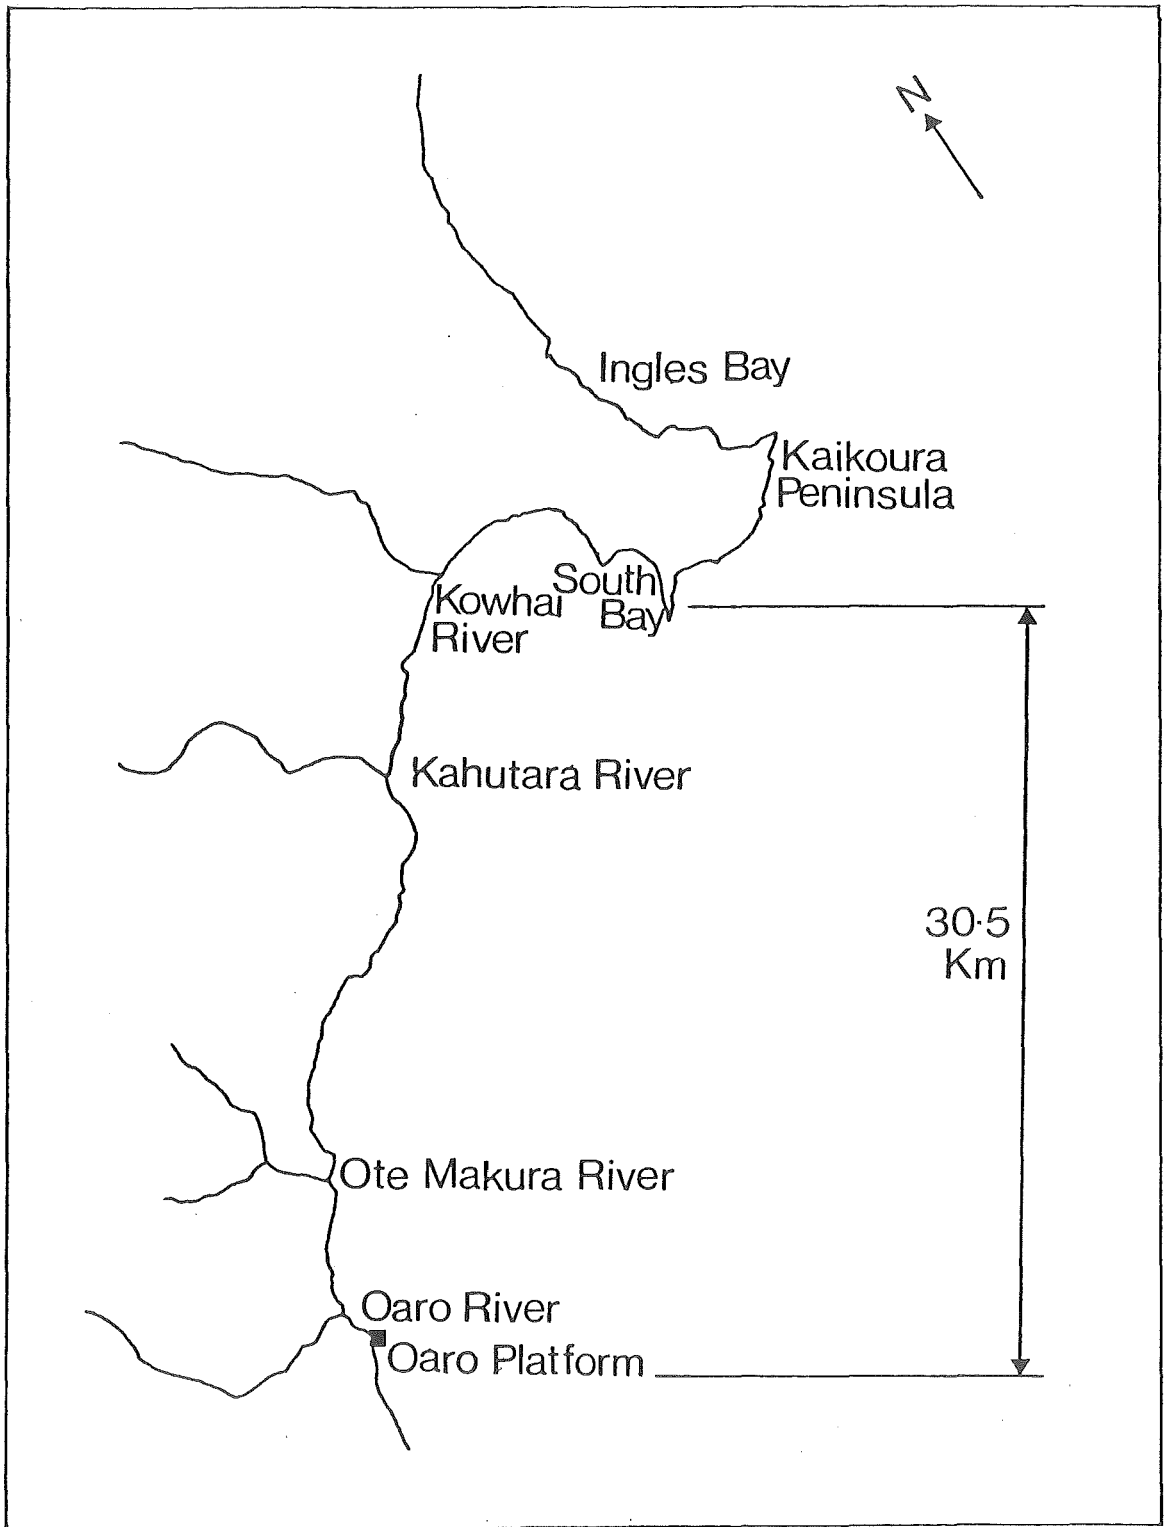 N
Ingles Bay
Kaikoura
Peninsula
South
Bay
Kowhai
River
Kahutara River
30·5
Km
Ote Makura River
Oaro River
Oaro Platform